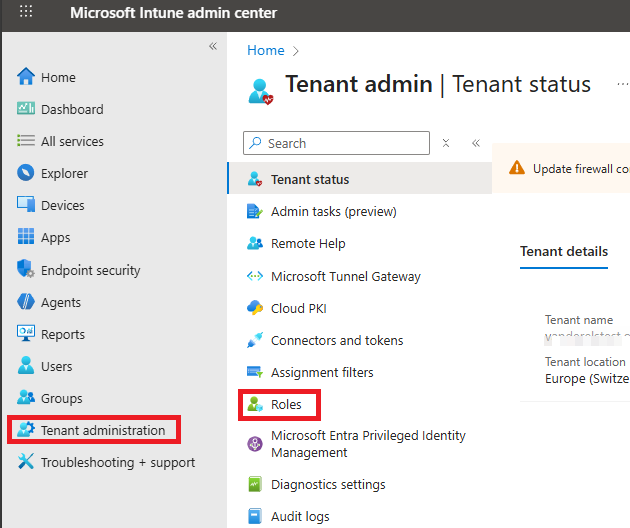 Microsoft Intune admin center
Home
Dashboard
All services
Explorer
Devices
Apps
Endpoint security
Agents
Reports
Users
Groups
Tenant administration
Troubleshooting + support
Home
Tenant admin | Tenant status
Search
Tenant status
Admin tasks (preview)
Remote Help
Microsoft Tunnel Gateway
Cloud PKI
Connectors and tokens
Assignment filters
Roles
Microsoft Entra Privileged Identity
Management
Diagnostics settings
Audit logs
Update firewall
Tenant details
Tenant name
Tenant location
Europe